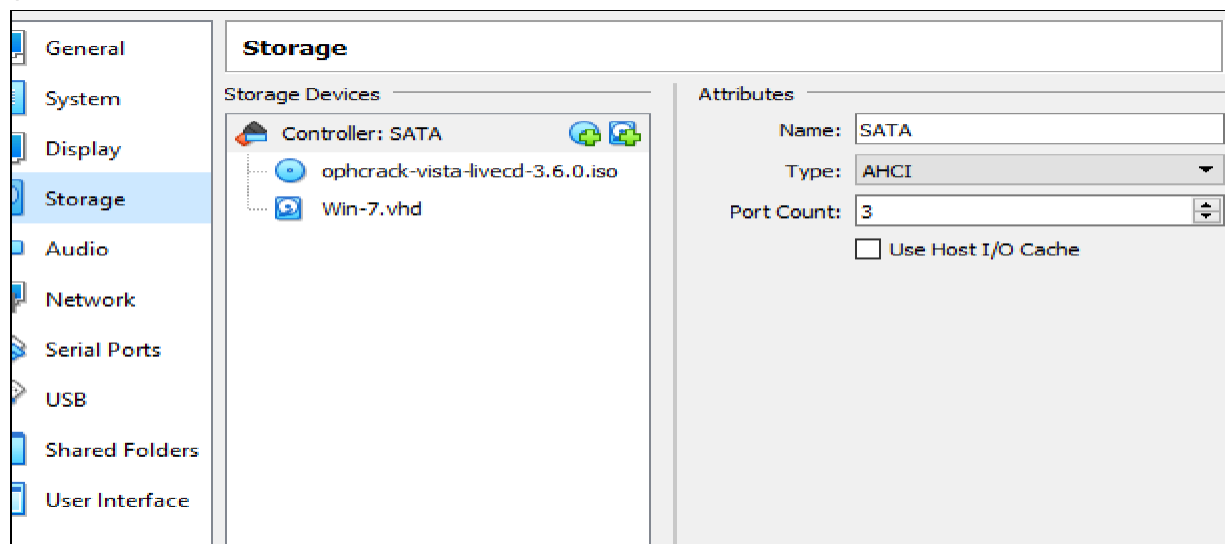 General
System
Display
Storage
Audio
Network
Serial Ports
USB
Shared Folders
User Interface
Storage
Storage Devices
Controller: SATA
ophcrack-vista-livecd-3.6.0.iso
Win-7.vhd
Attributes
Name: SATA
Type: AHCI
Port Count: 3
Use Host I/O Cache